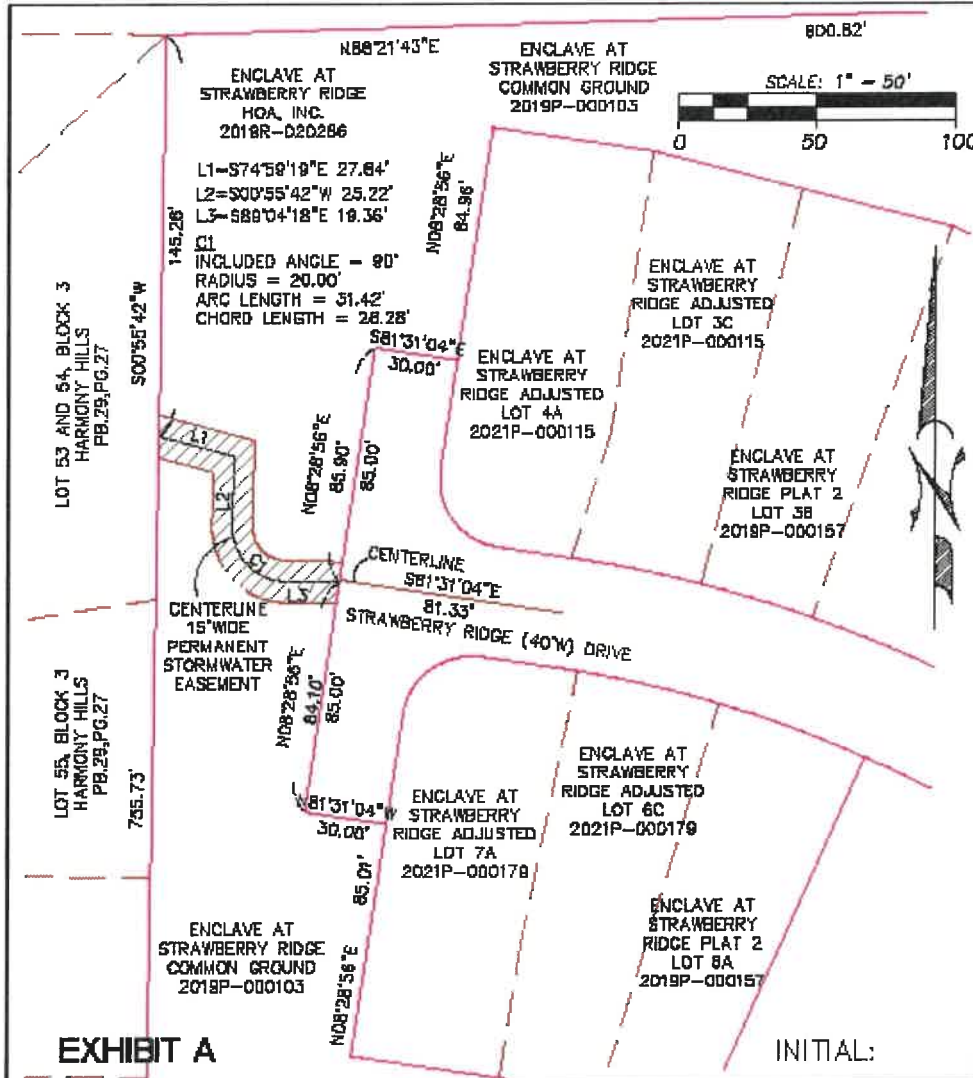 N88°21'43"E
800.82'
ENCLAVE AT
STRAWBERRY RIDGE
HOA, INC.
2019R-020286
ENCLAVE AT
STRAWBERRY RIDGE
COMMON GROUND
2019P-000103
SCALE: 1" = 50'
0 50 100
L1=S74°59'19"E 27.84'
L2=S00°55'42"W 25.22'
L3=S89°04'18"E 19.36'
C1
INCLUDED ANGLE = 90°
RADIUS = 20.00'
ARC LENGTH = 31.42'
CHORD LENGTH = 28.28'
145.26'
S00°55'42"W
LOT 53 AND 54, BLOCK 3
HARMONY HILLS
PB.29,PG.27
N08°28'56"E
84.96'
S81°31'04"E
30.00'
ENCLAVE AT
STRAWBERRY
RIDGE ADJUSTED
LOT 3C
2021P-000115
ENCLAVE AT
STRAWBERRY
RIDGE ADJUSTED
LOT 4A
2021P-000115
ENCLAVE AT
STRAWBERRY
RIDGE PLAT 2
LOT 3B
2019P-000157
L1
L2
C1
L3
N08°28'56"E
85.90'
85.00'
CENTERLINE
S81°31'04"E
81.33'
STRAWBERRY RIDGE (40'W) DRIVE
CENTERLINE
15'WIDE
PERMANENT
STORMWATER
EASEMENT
N08°28'56"E
84.10'
85.00'
LOT 55, BLOCK 3
HARMONY HILLS
PB.29,PG.27
755.73'
N81°31'04"W
30.00'
85.01'
N08°28'56"E
ENCLAVE AT
STRAWBERRY
RIDGE ADJUSTED
LOT 7A
2021P-000179
ENCLAVE AT
STRAWBERRY
RIDGE ADJUSTED
LOT 6C
2021P-000179
ENCLAVE AT
STRAWBERRY
RIDGE PLAT 2
LOT 8A
2019P-000157
ENCLAVE AT
STRAWBERRY RIDGE
COMMON GROUND
2019P-000103
EXHIBIT A
INITIAL: